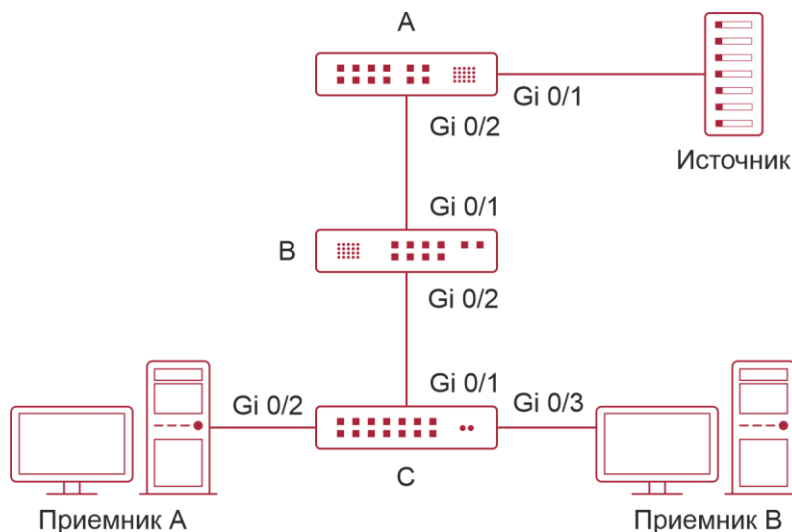 A
Gi 0/1
Gi 0/2
Источник
Gi 0/1
B
Gi 0/2
Gi 0/1
Gi 0/2
Gi 0/3
C
Приемник A
Приемник B